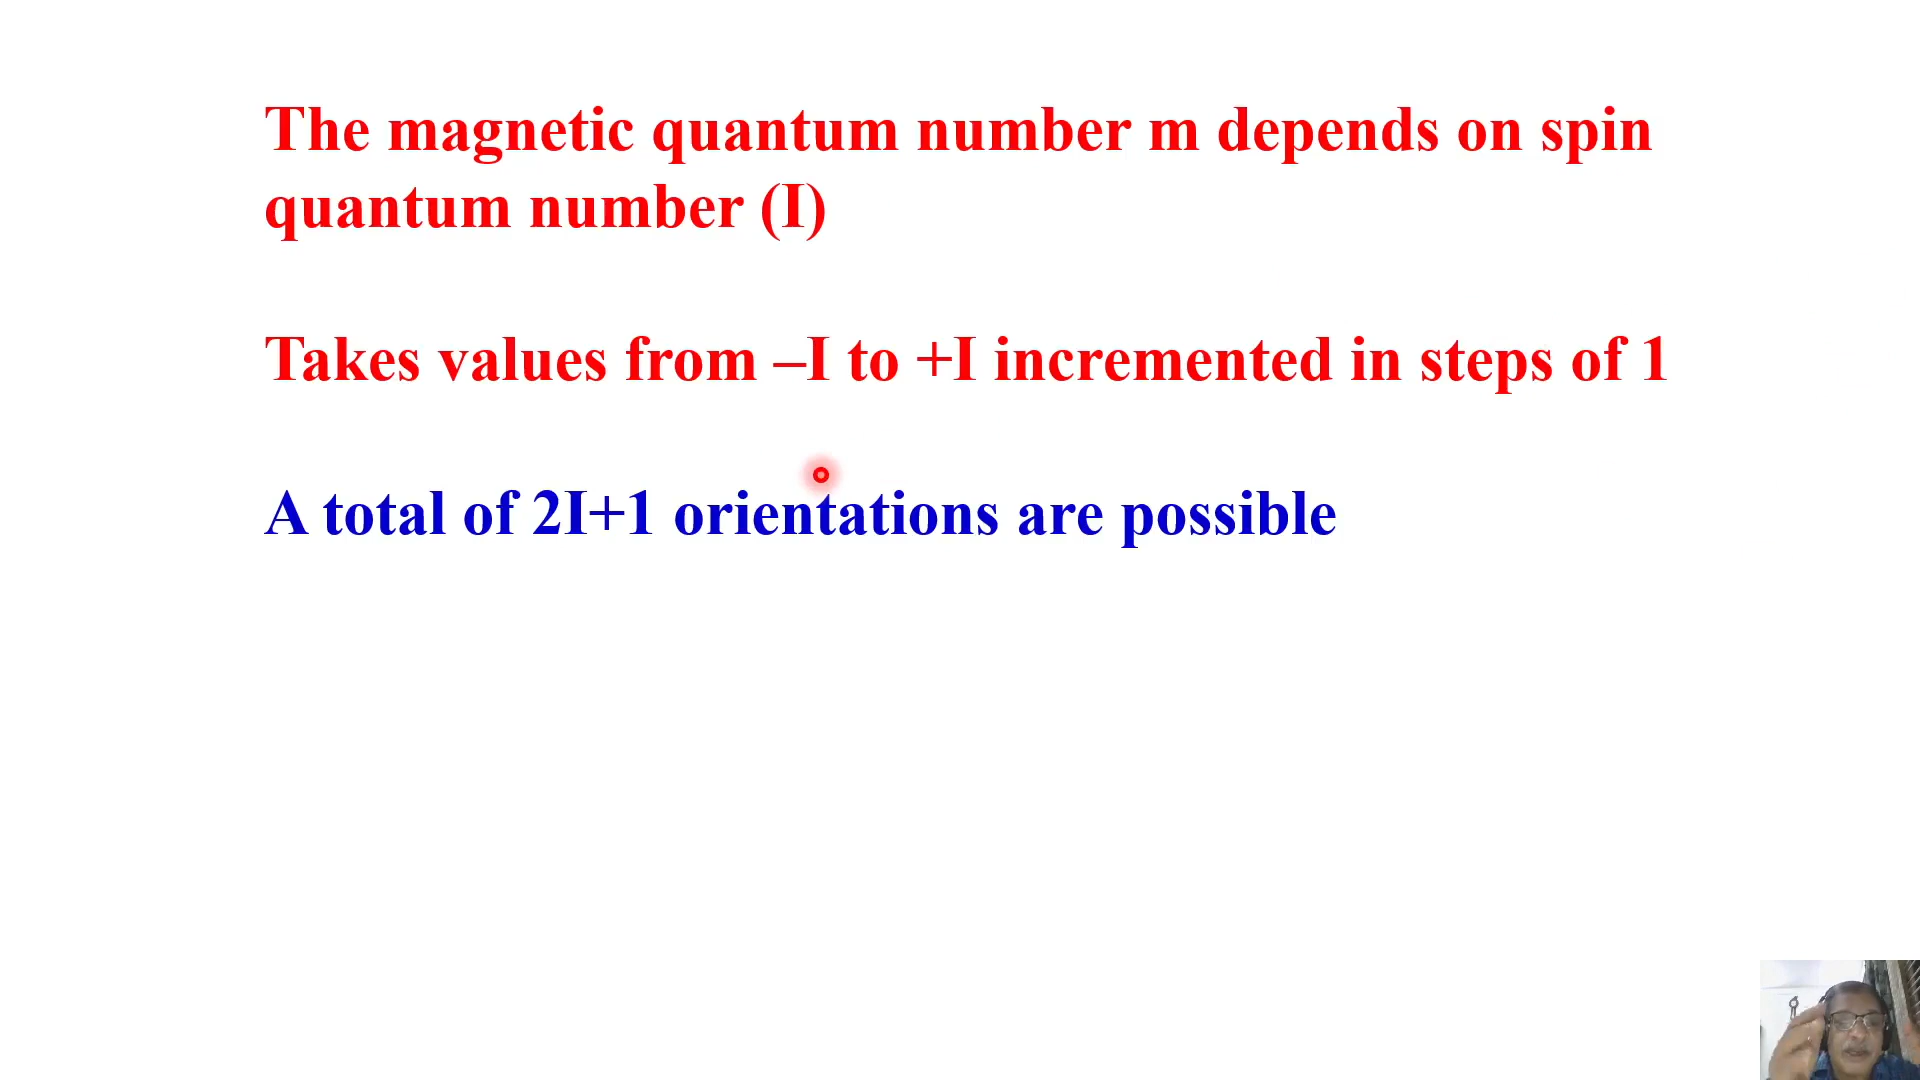 The magnetic quantum number m depends on spin
quantum number (I)
Takes values from –I to +I incremented in steps of 1
A total of 2I+1 orientations are possible